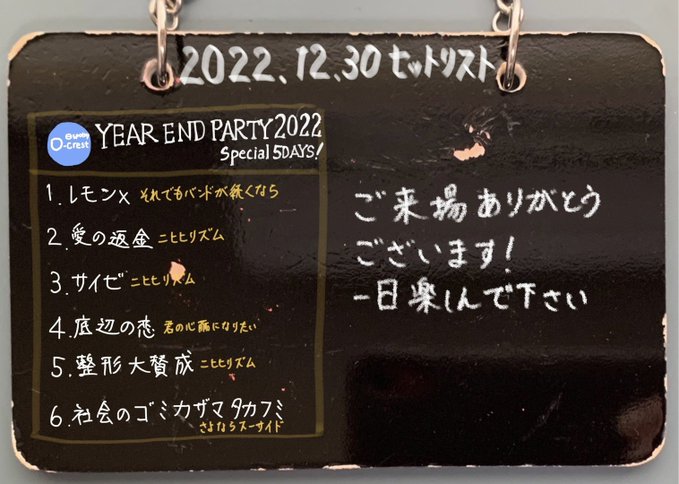 2022.12.30 セットリスト
Spotify
O-crest
YEAR END PARTY 2022
Special 5DAYS!
1.レモンx それでもバンドが続くなら
2.愛の返金 ニヒヒリズム
3.サイゼ ニヒヒリズム
4.底辺の恋 君の心臓になりたい
5.整形大賛成 ニヒヒリズム
6.社会のゴミカザマタカフミ
さよならスーサイド
ご来場ありがとう
ございます!
一日楽しんで下さい